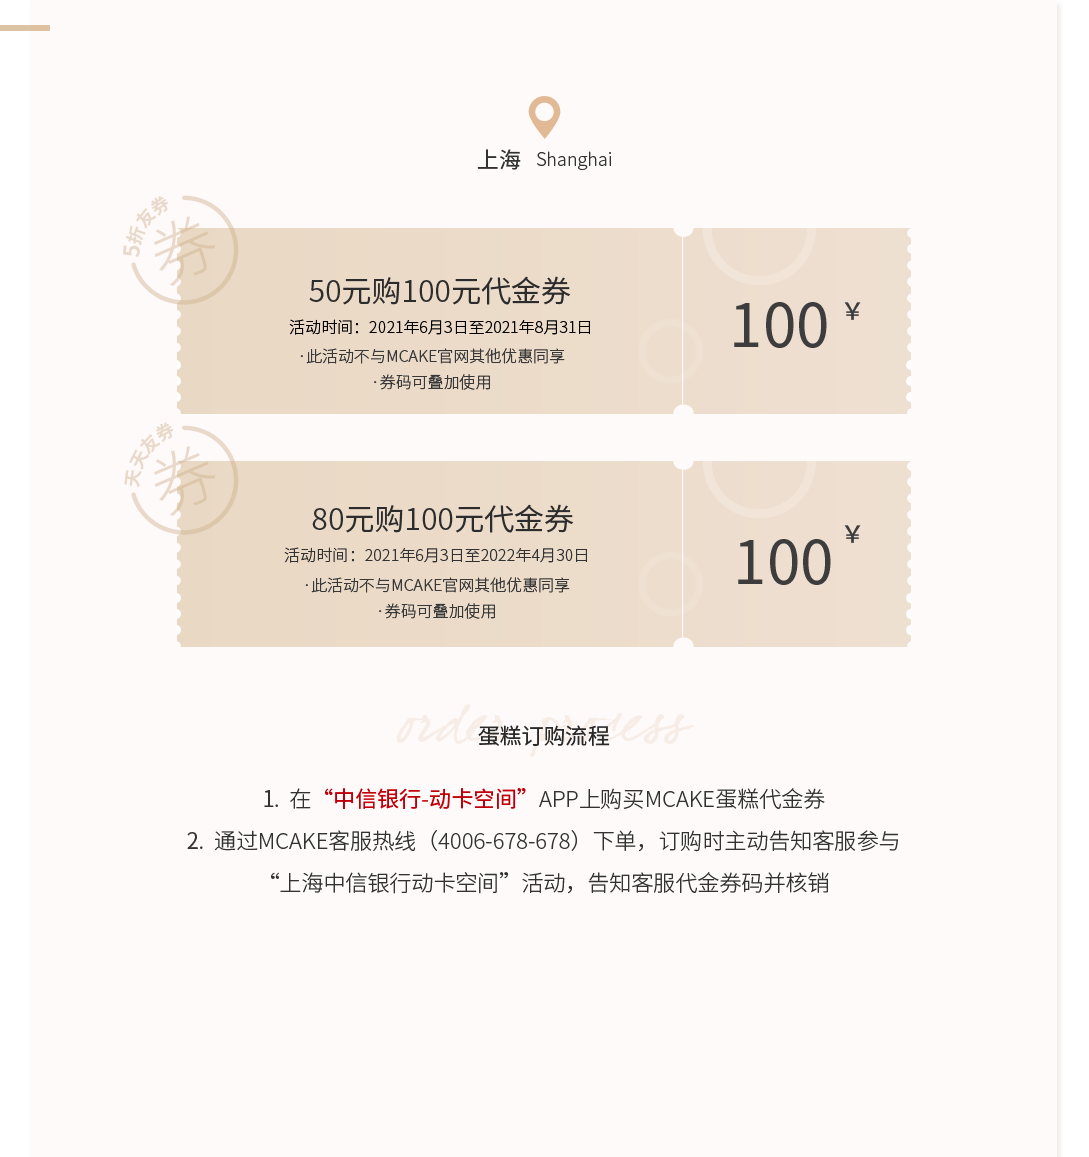 上海 Shanghai
5折友券
券
50元购100元代金券
活动时间：2021年6月3日至2021年8月31日
·此活动不与MCAKE官网其他优惠同享
·券码可叠加使用
100 ¥
天天友券
券
80元购100元代金券
活动时间：2021年6月3日至2022年4月30日
·此活动不与MCAKE官网其他优惠同享
·券码可叠加使用
100 ¥
order process
蛋糕订购流程
1. 在“中信银行-动卡空间”APP上购买MCAKE蛋糕代金券
2. 通过MCAKE客服热线（4006-678-678）下单，订购时主动告知客服参与
“上海中信银行动卡空间”活动，告知客服代金券码并核销